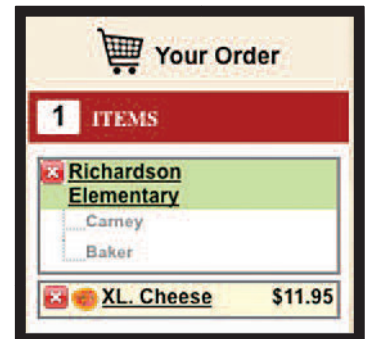 Your Order
1 ITEMS
Richardson
Elementary
Carney
Baker
XL. Cheese $11.95